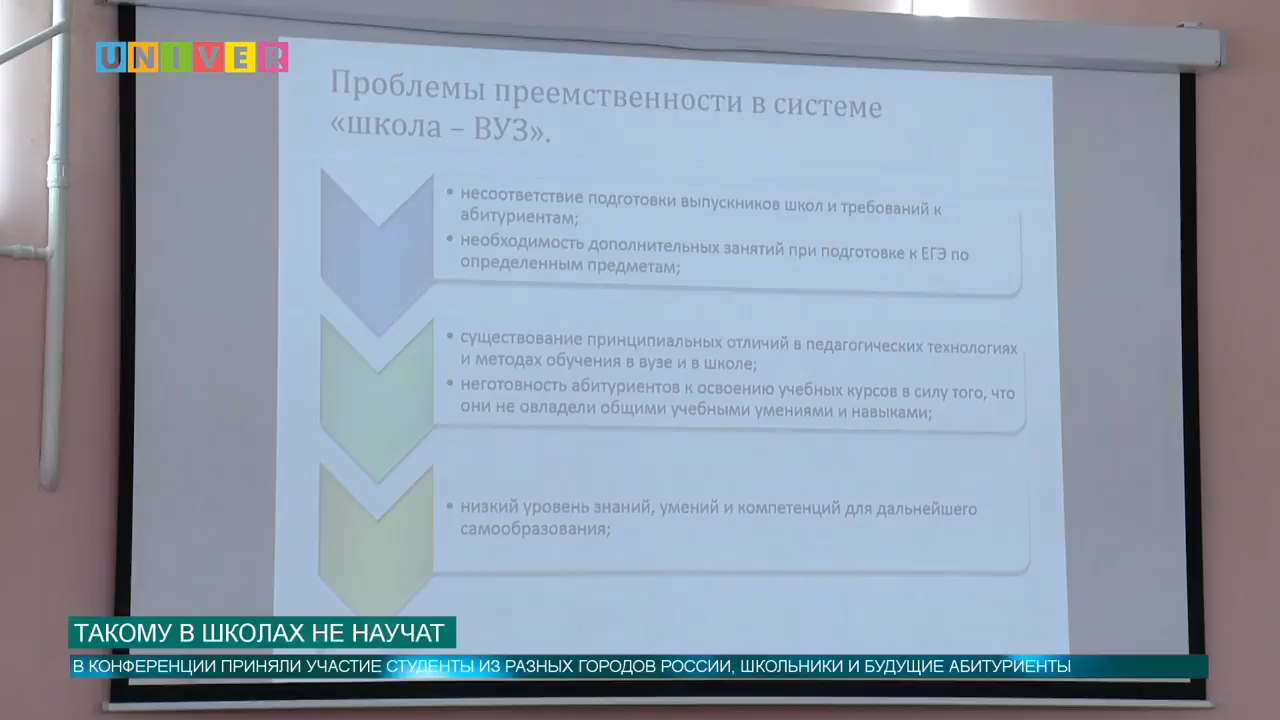 UNIVER
Проблемы преемственности в системе
«школа – ВУЗ».
• несоответствие подготовки выпускников школ и требований к
абитуриентам;
• необходимость дополнительных занятий при подготовке к ЕГЭ по
определенным предметам;
• существование принципиальных отличий в педагогических технологиях
и методах обучения в вузе и в школе;
• неготовность абитуриентов к освоению учебных курсов в силу того, что
они не овладели общими учебными умениями и навыками;
• низкий уровень знаний, умений и компетенций для дальнейшего
самообразования;
ТАКОМУ В ШКОЛАХ НЕ НАУЧАТ
В КОНФЕРЕНЦИИ ПРИНЯЛИ УЧАСТИЕ СТУДЕНТЫ ИЗ РАЗНЫХ ГОРОДОВ РОССИИ, ШКОЛЬНИКИ И БУДУЩИЕ АБИТУРИЕНТЫ